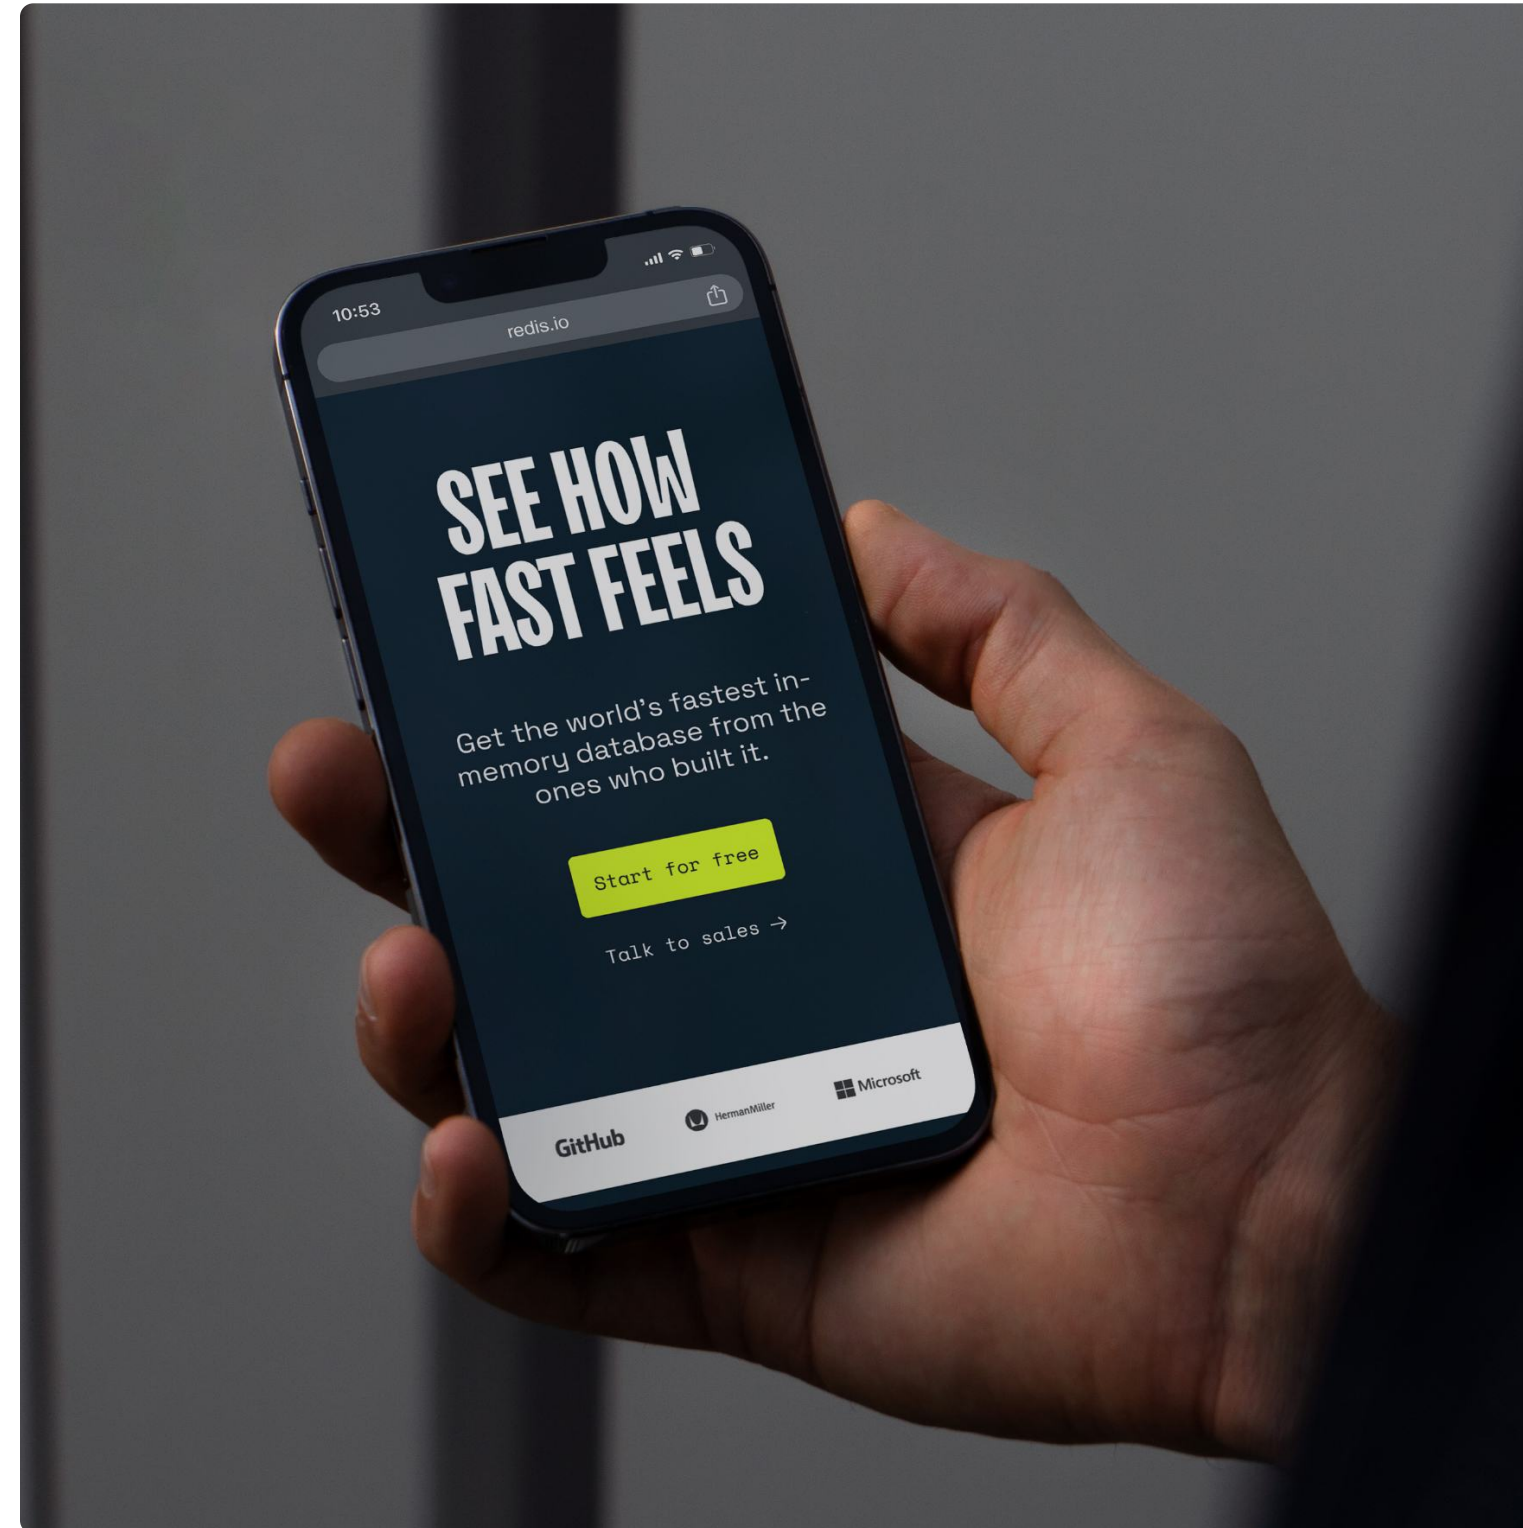 10:53
redis.io
SEE HOW
FAST FEELS
Get the world's fastest in-
memory database from the
ones who built it.
Start for free
Talk to sales →
GitHub
HermanMiller
Microsoft